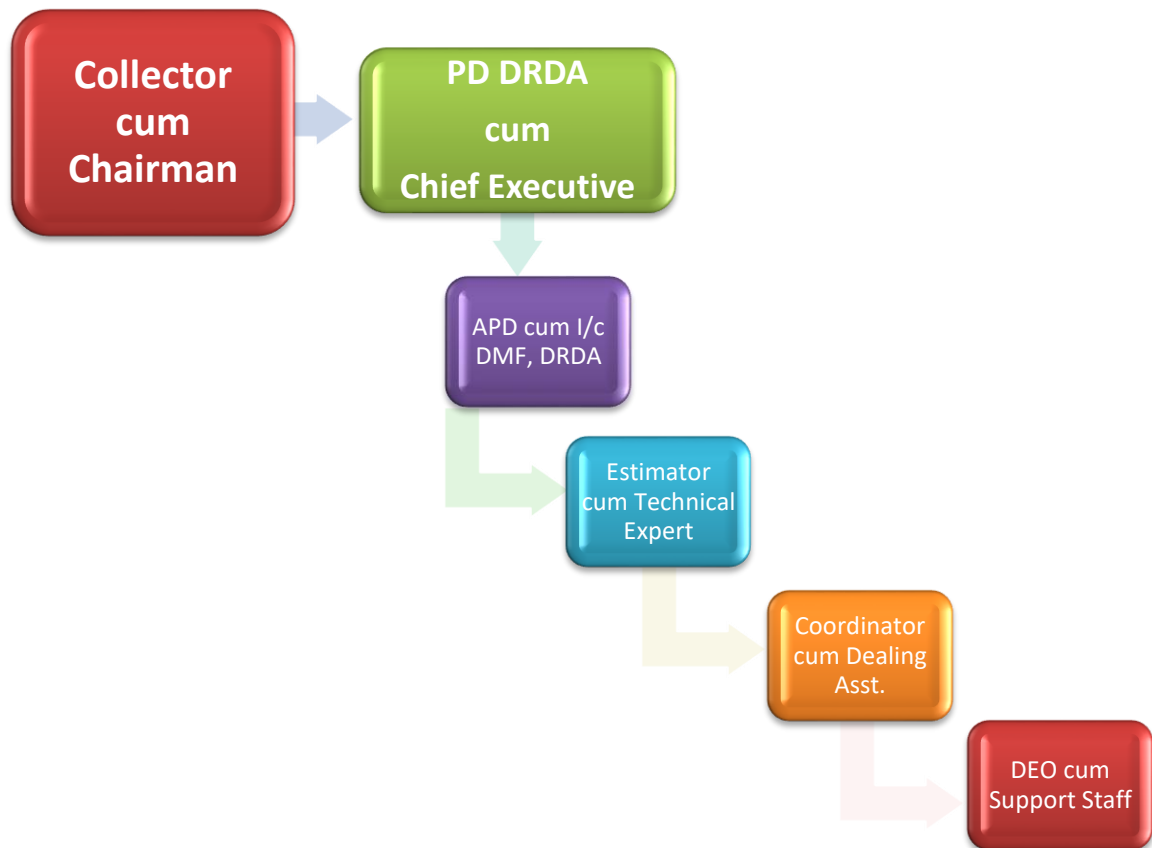 Collector
cum
Chairman
PD DRDA
cum
Chief Executive
APD cum I/c
DMF, DRDA
Estimator
cum Technical
Expert
Coordinator
cum Dealing
Asst.
DEO cum
Support Staff